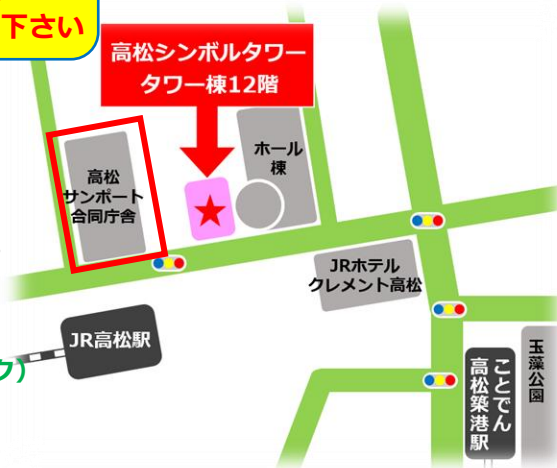 下さい
高松シンボルタワー
タワー棟12階
ホール
棟
高松
サンポート
合同庁舎
JRホテル
クレメント高松
JR高松駅
ク）
ことでん
高松築港駅
玉藻公園